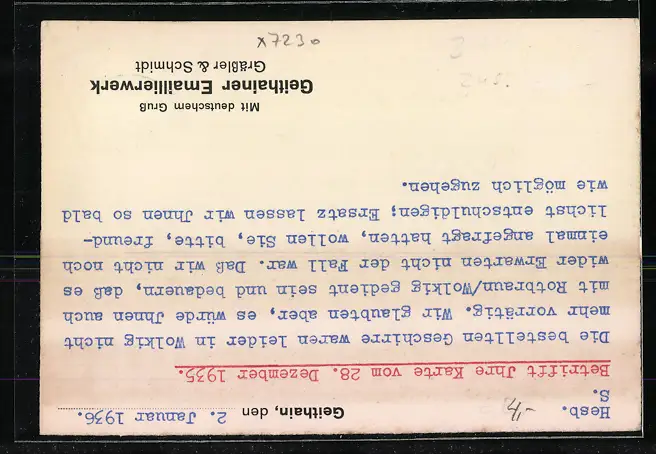 Hesb.
S.
Geithain, den 2. Januar 1936.
Betrifft Jhre Karte vom 28. Dezember 1935.
Die bestellten Geschirre waren leider in Wolkig nicht
mehr vorrätig. Wir glaubten aber, es würde Jhnen auch
mit Rotbraun/Wolkig gedient sein und bedauern, daß es
wider Erwarten nicht der Fall war. Daß wir nicht noch
einmal angefragt hatten, wollen Sie, bitte, freund-
lichst entschuldigen; Ersatz lassen wir Jhnen so bald
wie möglich zugehen.
Mit deutschem Gruß
Geithainer Emaillierwerk
Gräßler & Schmidt
x7230